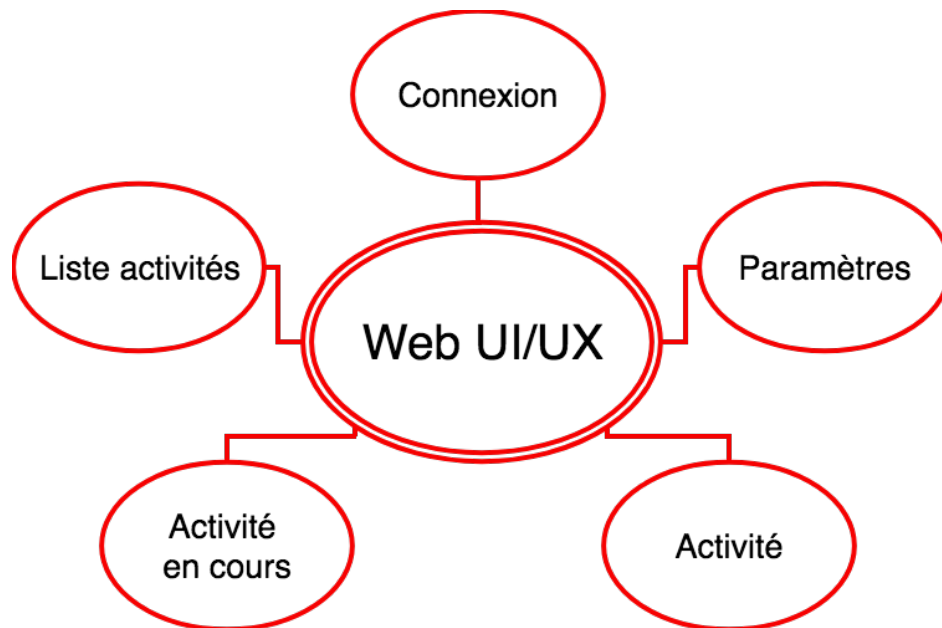 Connexion
Liste activités
Paramètres
Web UI/UX
Activité
en cours
Activité